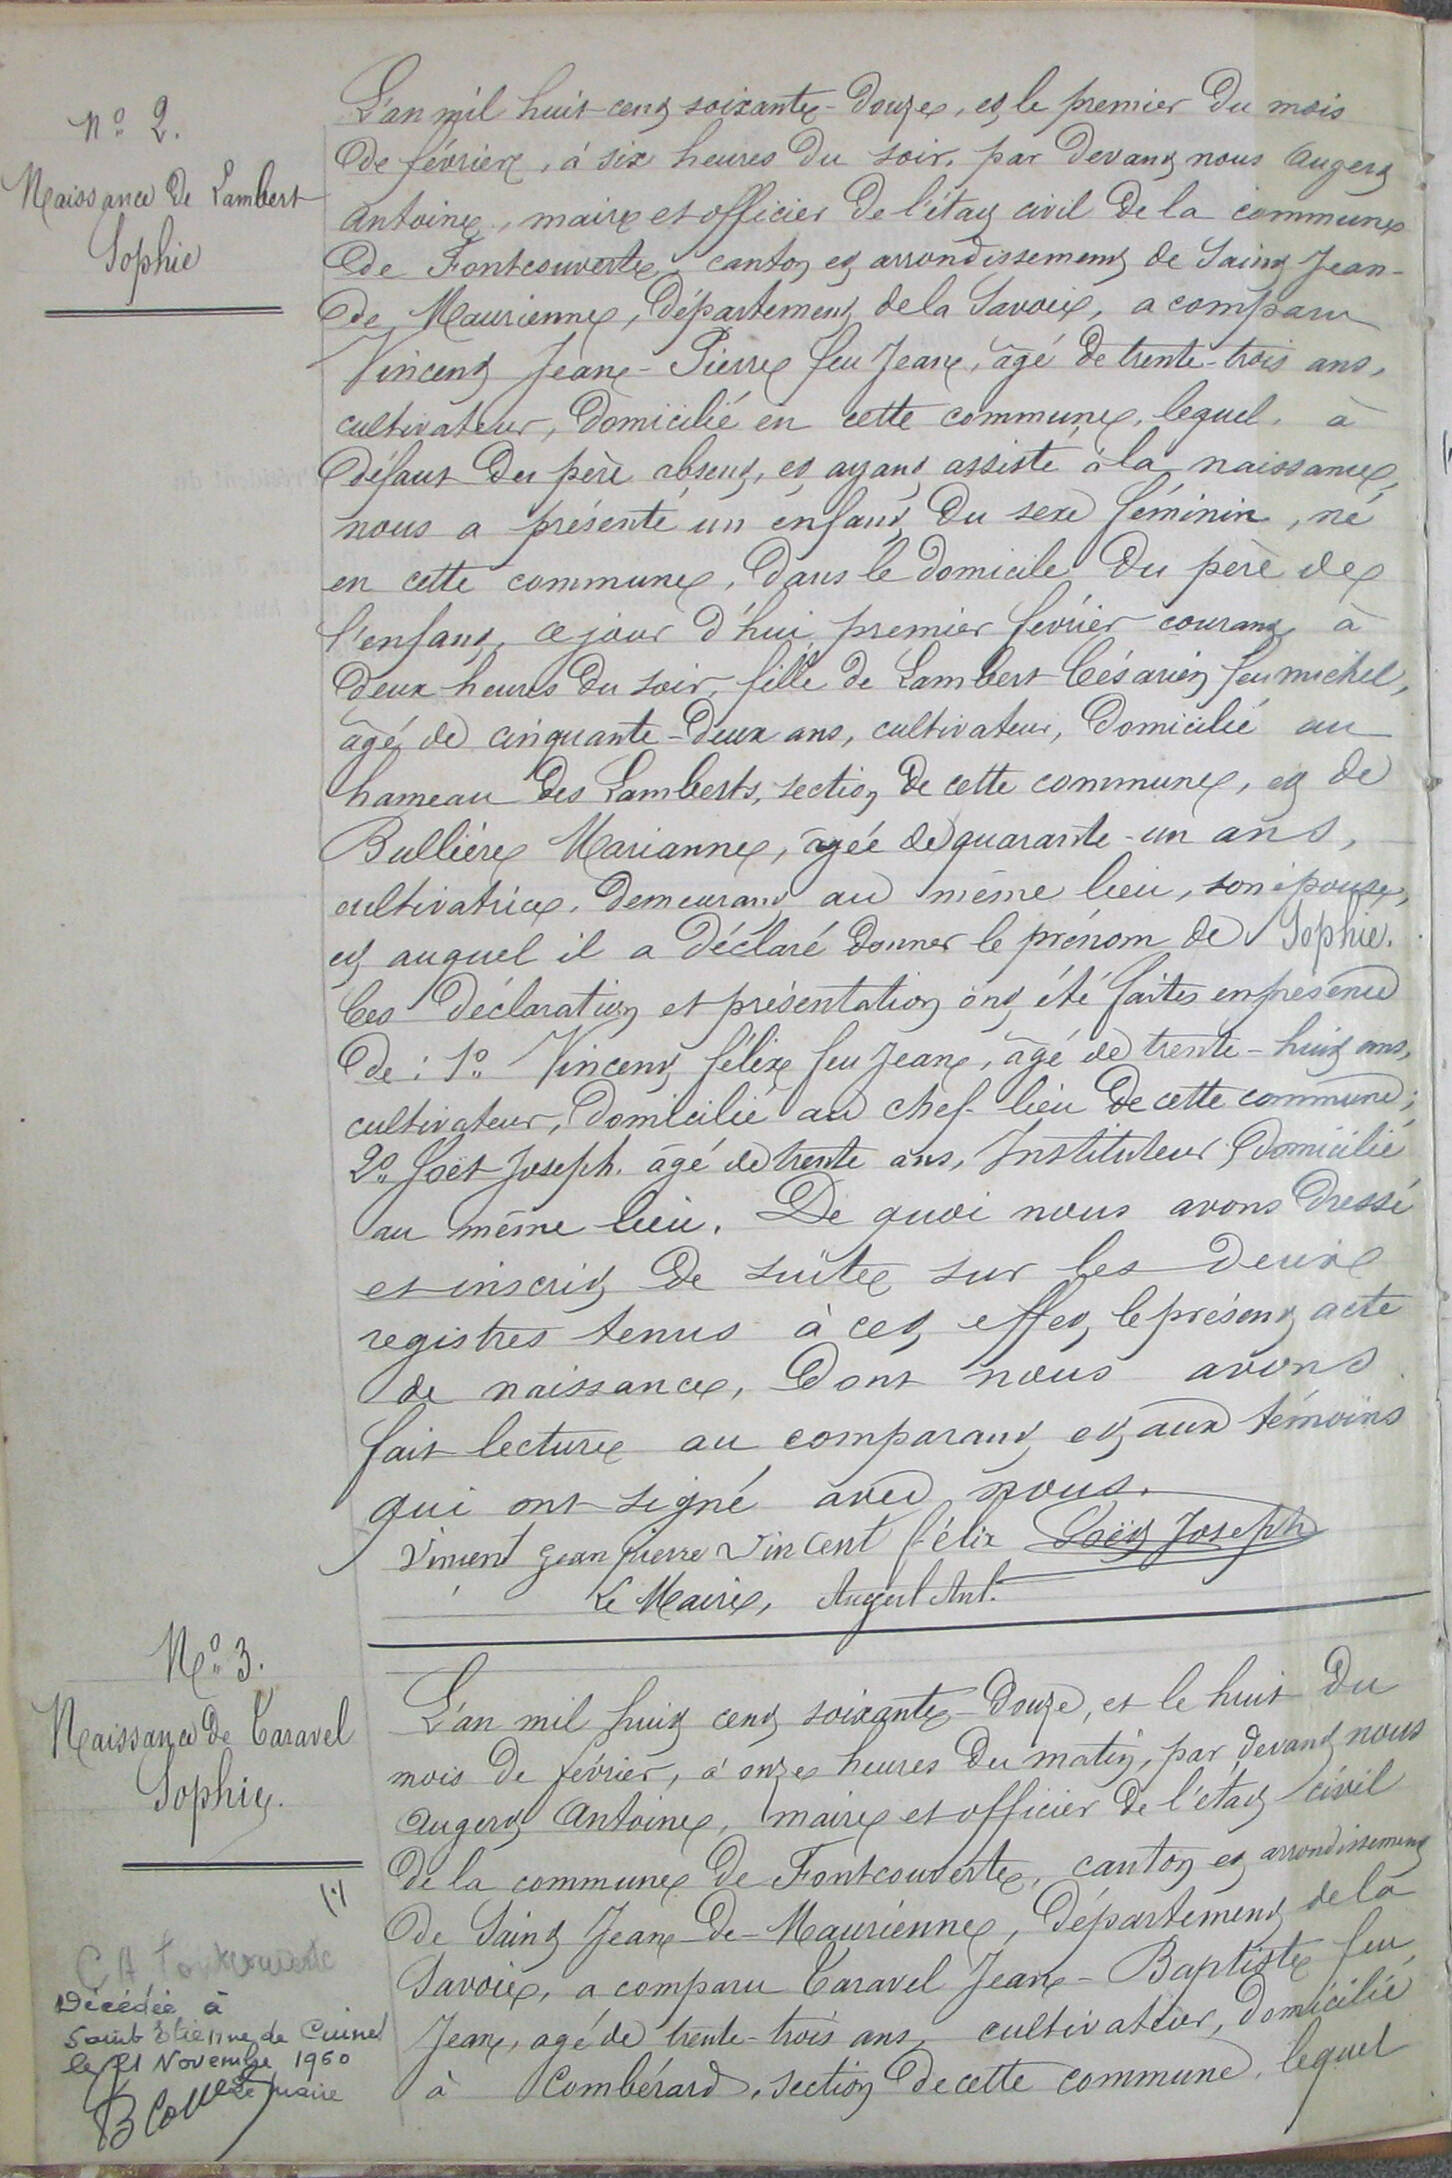 N° 2.
Naissance de Lambert
Sophie
L'an mil huit cent soixante-douze, et le premier du mois
de février, à six heures du soir, par devant nous Augert
Antoine, maire et officier de l'état civil de la commune
de Fontcouverte, canton et arrondissement de Saint Jean-
de Maurienne, Département de la Savoie, a comparu
Vincent Jean-Pierre feu Jean, âgé de trente-trois ans,
cultivateur, domicilié en cette commune, lequel, à
défaut du père absent, et ayant assisté à la naissance,
nous a présenté un enfant du sexe féminin, né
en cette commune, dans le domicile du père de
l'enfant, ce jour d'hui premier février courant, à
deux heures du soir, fille de Lambert Césarien feu michel,
âgé de cinquante-deux ans, cultivateur, domicilié au
hameau des Lamberts, section de cette commune, et de
Bullière Marianne, âgée de quarante-un ans,
cultivatrice, demeurant au même lieu, son épouse,
et auquel il a déclaré donner le prénom de Sophie.
Ces déclaration et présentation ont été faites en présence
de : 1° Vincent félix feu Jean, âgé de trente-huit ans,
cultivateur, domicilié au chef-lieu de cette commune;
2° Joseph, âgé de trente ans, Instituteur, domicilié
au même lieu. De quoi nous avons dressé
et inscrit de suite sur les deux
registres tenus à cet effet, le présent acte
de naissance, dont nous avons
fait lecture au comparant et aux témoins
qui ont signé avec nous.
Vincent Jean pierre Vincent félix Joseph
Le Maire, Augert Ant.
N° 3.
Naissance de Caravel
Sophie.
L'an mil huit cent soixante-douze, et le huit du
mois de février, à onze heures du matin, par devant nous
Augert Antoine, maire et officier de l'état civil
de la commune de Fontcouverte, canton et arrondissement
de Saint Jean-de-Maurienne, Département de la
Savoie, a comparu Caravel Jean-Baptiste feu
Jean, agé de trente-trois ans, cultivateur, domicilié
à Combérard, section de cette commune, lequel
Décédée à
Saint Etienne de Cuines
le 21 Novembre 1960
Le Maire